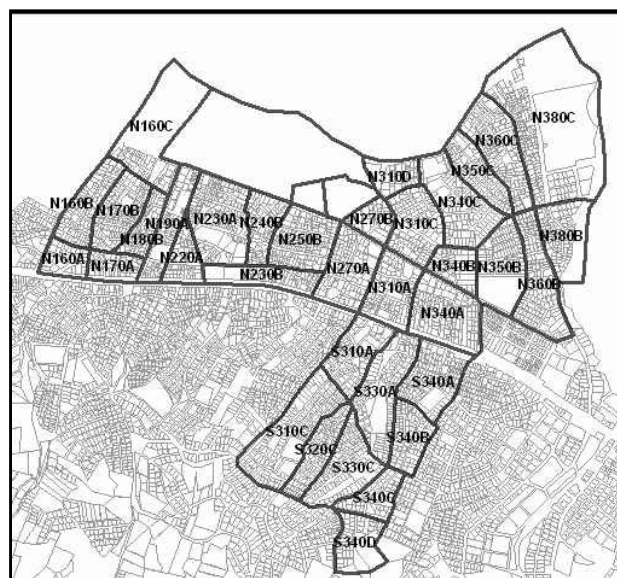 N380C
N160C
N360C
N310D
N350C
N160B
N170B
N190A
N230A
N240B
N270B
N310C
N340C
N180B
N250B
N380B
N160A
N170A
N220A
N230B
N270A
N340B
N350B
N310A
N360B
N340A
S310A
S330A
S340A
S310C
S340B
S320C
S330C
S340C
S340D